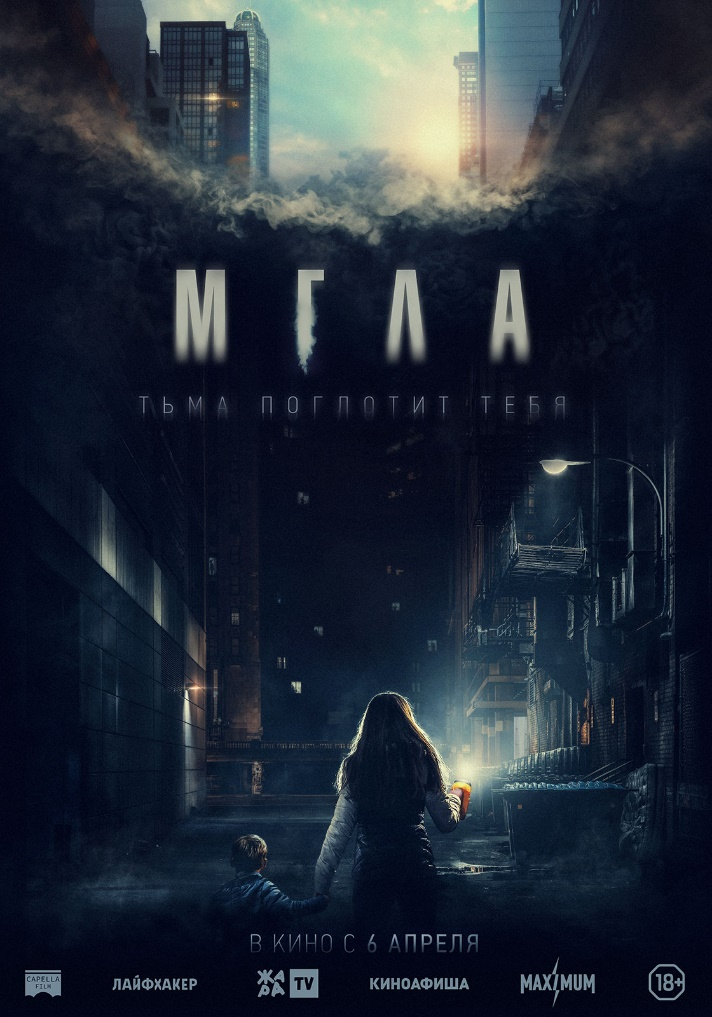 МГЛА
ТЬМА ПОГЛОТИТ ТЕБЯ
В КИНО С 6 АПРЕЛЯ
CAPELLA FILM
ЛАЙФХАКЕР
ЖАРА TV
КИНОАФИША
MAXIMUM
18+